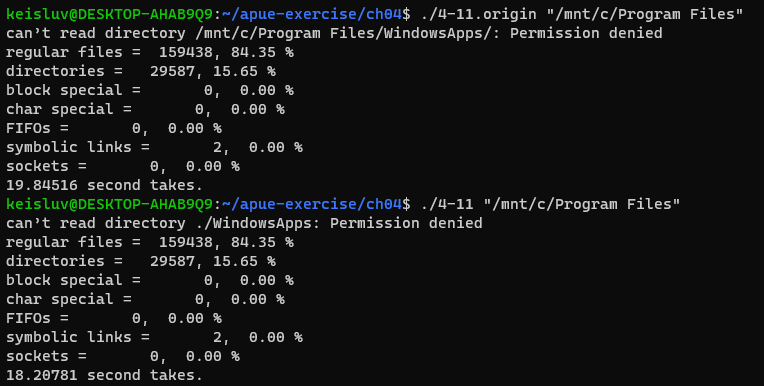 keisluv@DESKTOP-AHAB9Q9:~/apue-exercise/ch04$ ./4-11.origin "/mnt/c/Program Files"
can't read directory /mnt/c/Program Files/WindowsApps/: Permission denied
regular files =  159438, 84.35 %
directories =   29587, 15.65 %
block special =       0,  0.00 %
char special =       0,  0.00 %
FIFOs =       0,  0.00 %
symbolic links =       2,  0.00 %
sockets =       0,  0.00 %
19.84516 second takes.
keisluv@DESKTOP-AHAB9Q9:~/apue-exercise/ch04$ ./4-11 "/mnt/c/Program Files"
can't read directory ./WindowsApps: Permission denied
regular files =  159438, 84.35 %
directories =   29587, 15.65 %
block special =       0,  0.00 %
char special =       0,  0.00 %
FIFOs =       0,  0.00 %
symbolic links =       2,  0.00 %
sockets =       0,  0.00 %
18.20781 second takes.